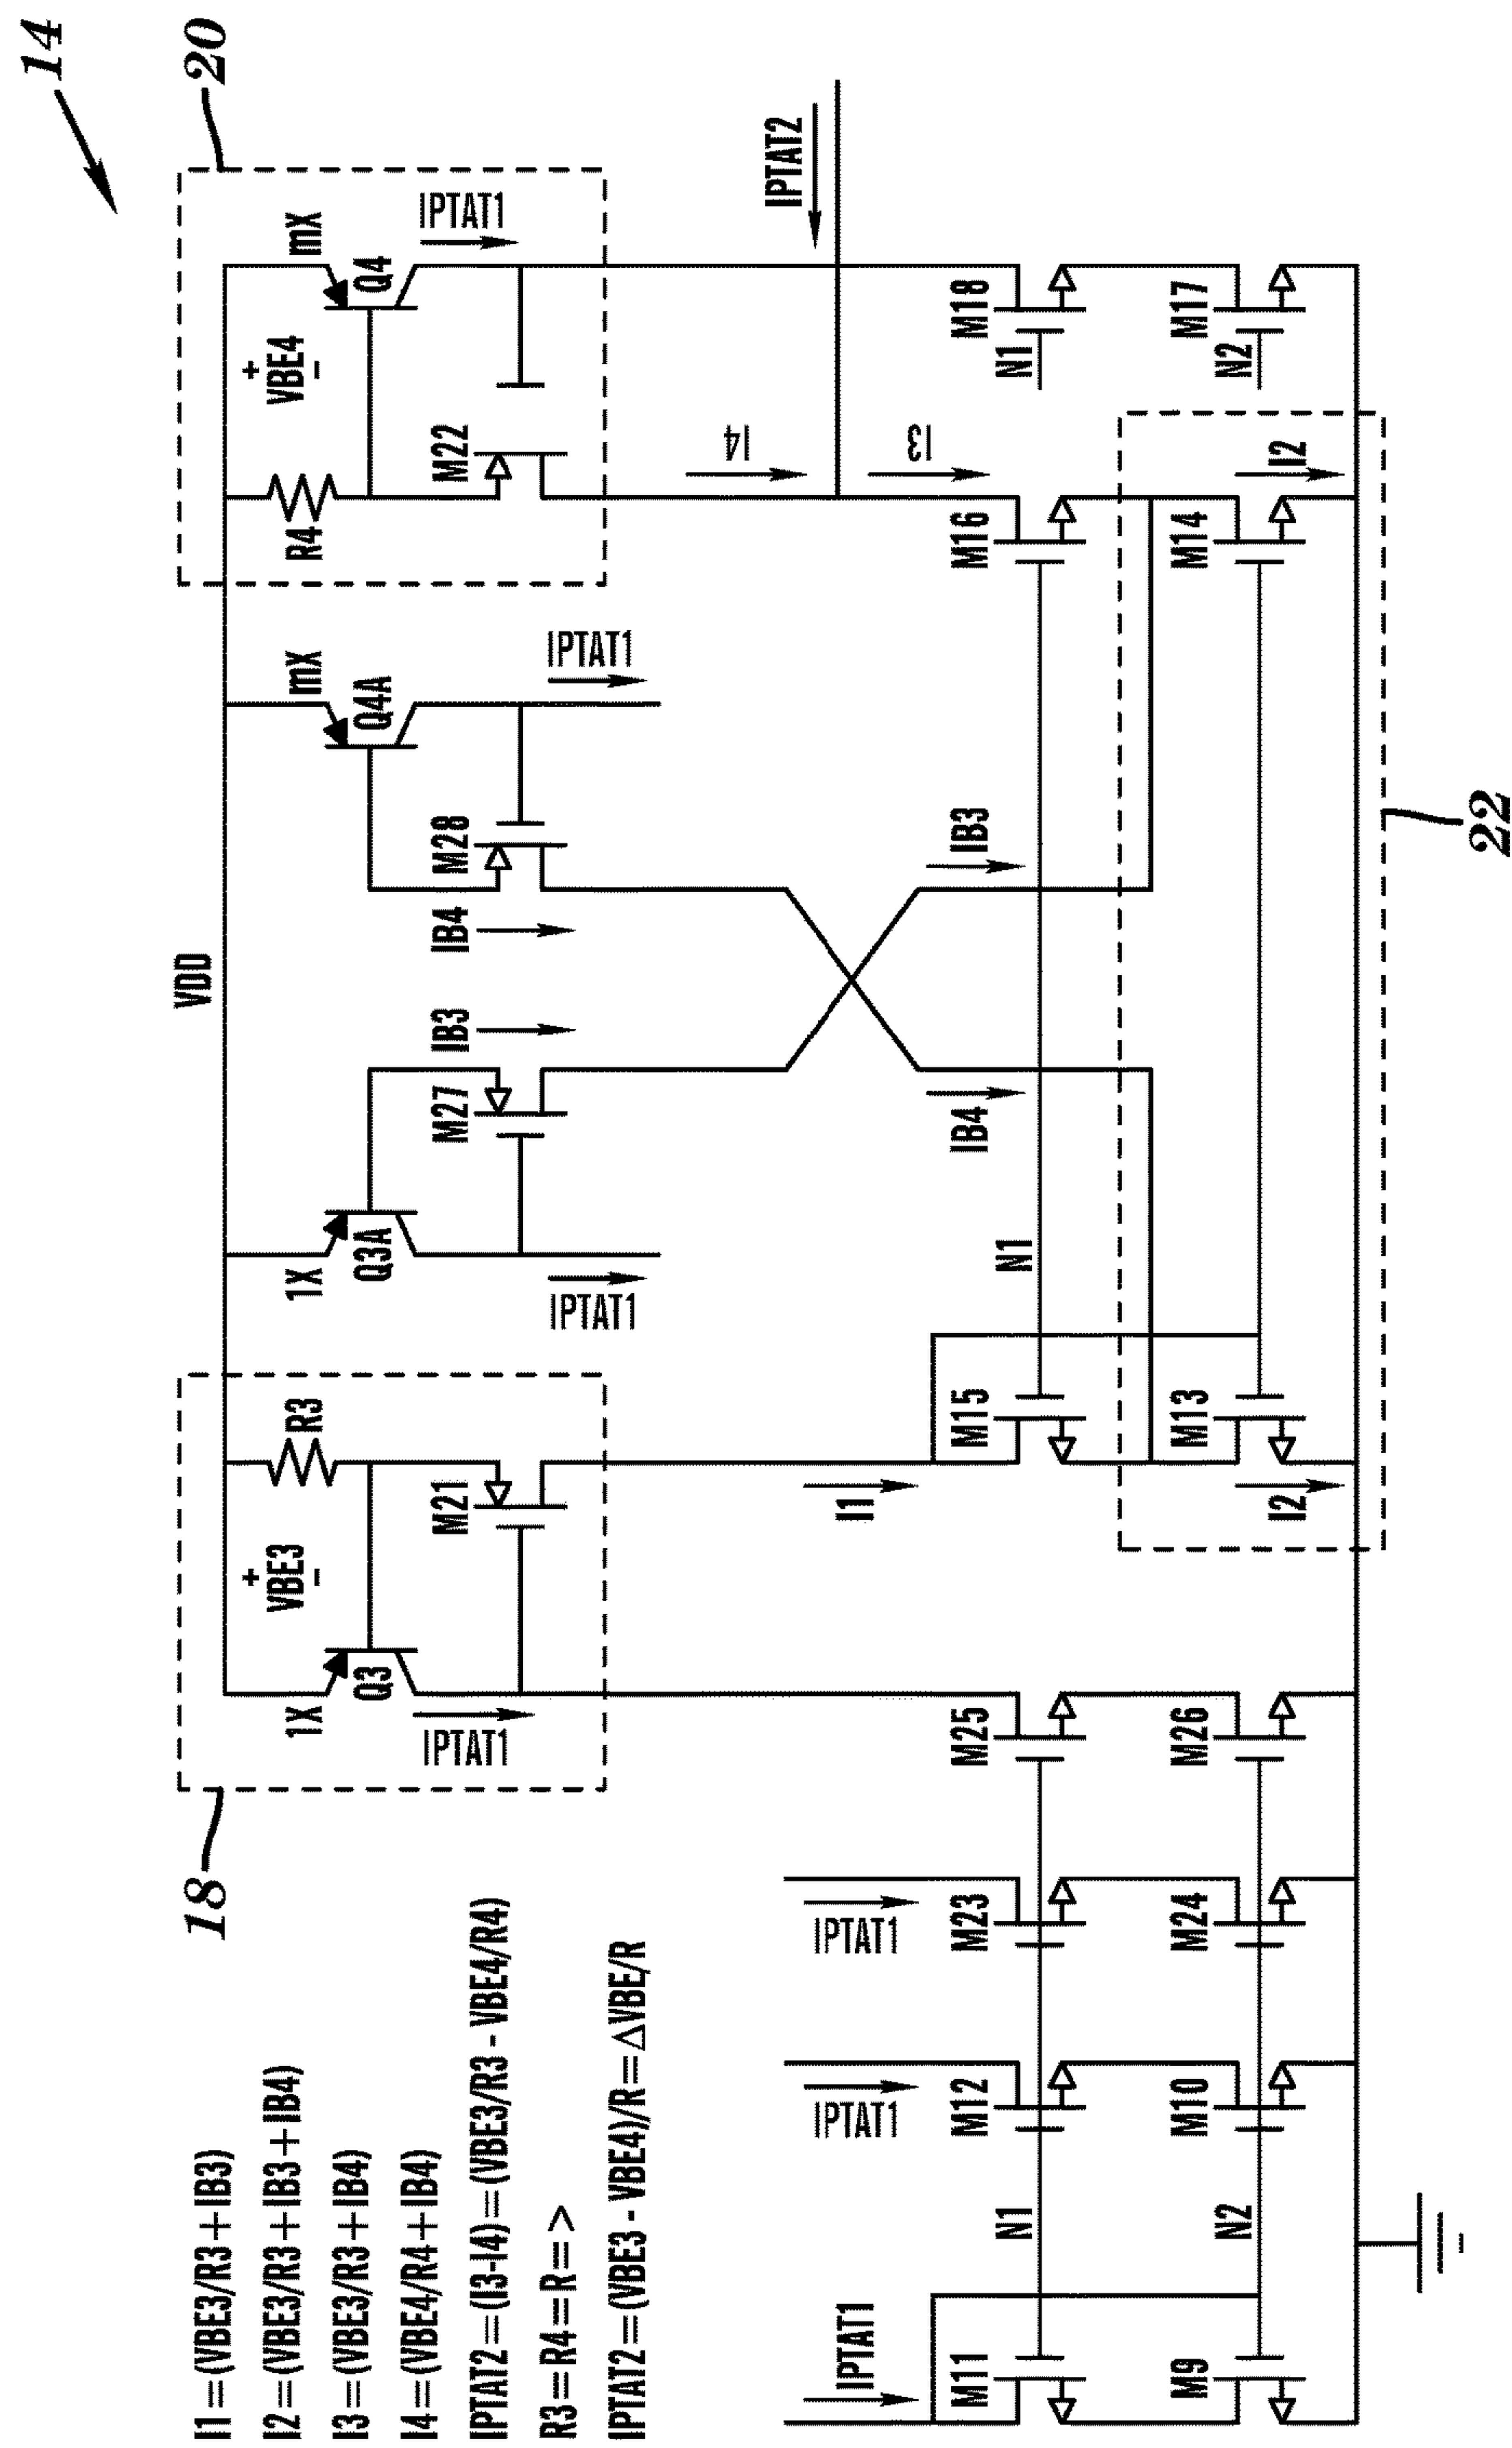 14
20
18
22
VDD
I1=(VBE3/R3+IB3)
I2=(VBE3/R3+IB3+IB4)
I3=(VBE3/R3+IB4)
I4=(VBE4/R4+IB4)
IPTAT2=(I3-I4)=(VBE3/R3 - VBE4/R4)
R3=R4=R=>
IPTAT2=(VBE3 - VBE4)/R=△VBE/R
1X
Q3
+
VBE3
−
R3
M21
IPTAT1
1X
Q3A
M27
IB3
IPTAT1
mX
Q4A
M28
IB4
IPTAT1
R4
+
VBE4
−
mX
Q4
M22
IPTAT1
IPTAT2
I1
IB4
IB3
I4
I3
IPTAT1
IPTAT1
IPTAT1
M11
N1
M12
M23
M25
M15
N1
M16
N1
M18
M9
N2
M10
M24
M26
I2
M13
M14
I2
N2
M17